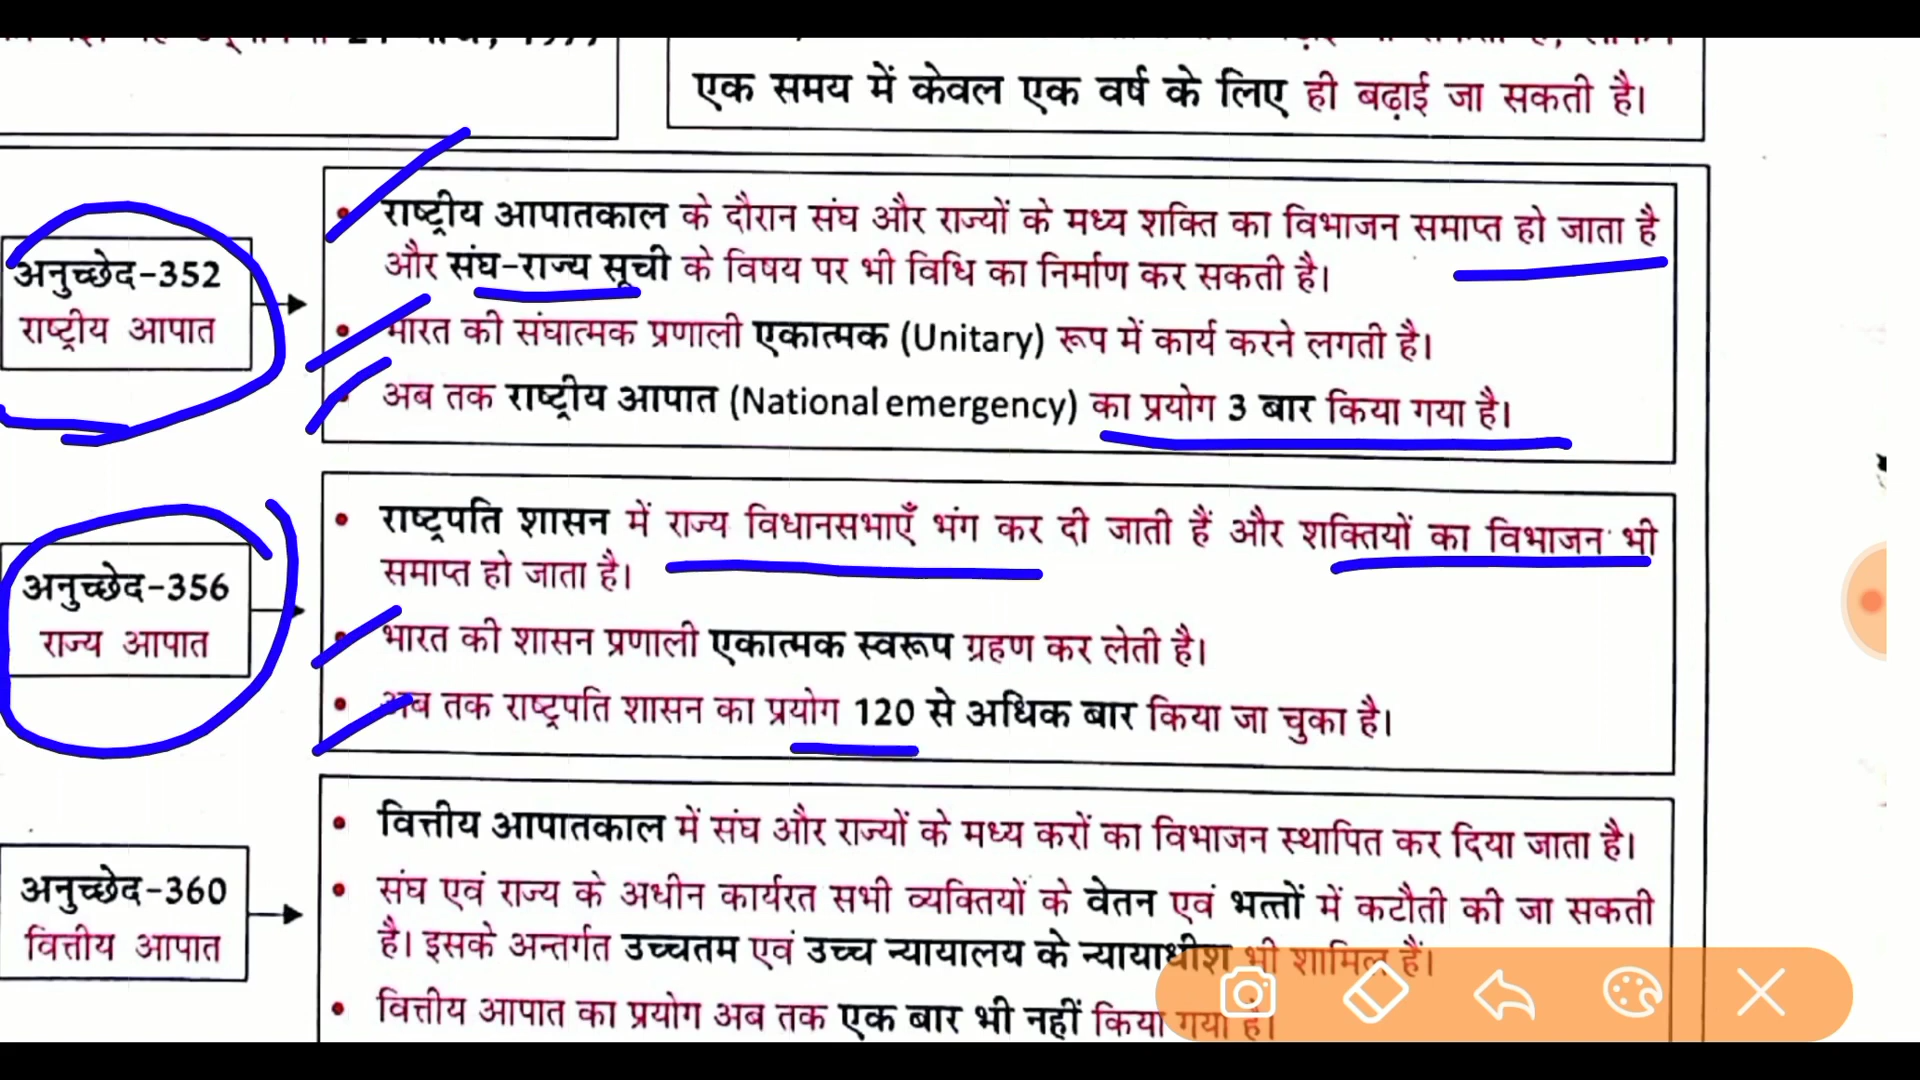 एक समय में केवल एक वर्ष के लिए ही बढ़ाई जा सकती है।
अनुच्छेद-352
राष्ट्रीय आपात
• राष्ट्रीय आपातकाल के दौरान संघ और राज्यों के मध्य शक्ति का विभाजन समाप्त हो जाता है
और संघ-राज्य सूची के विषय पर भी विधि का निर्माण कर सकती है।
• भारत की संघात्मक प्रणाली एकात्मक (Unitary) रूप में कार्य करने लगती है।
• अब तक राष्ट्रीय आपात (National emergency) का प्रयोग 3 बार किया गया है।
अनुच्छेद-356
राज्य आपात
• राष्ट्रपति शासन में राज्य विधानसभाएँ भंग कर दी जाती हैं और शक्तियों का विभाजन भी
समाप्त हो जाता है।
• भारत की शासन प्रणाली एकात्मक स्वरूप ग्रहण कर लेती है।
• अब तक राष्ट्रपति शासन का प्रयोग 120 से अधिक बार किया जा चुका है।
अनुच्छेद-360
वित्तीय आपात
• वित्तीय आपातकाल में संघ और राज्यों के मध्य करों का विभाजन स्थापित कर दिया जाता है।
• संघ एवं राज्य के अधीन कार्यरत सभी व्यक्तियों के वेतन एवं भत्तों में कटौती की जा सकती
है। इसके अन्तर्गत उच्चतम एवं उच्च न्यायालय के न्यायाधीश भी शामिल हैं।
• वित्तीय आपात का प्रयोग अब तक एक बार भी नहीं किया गया है।